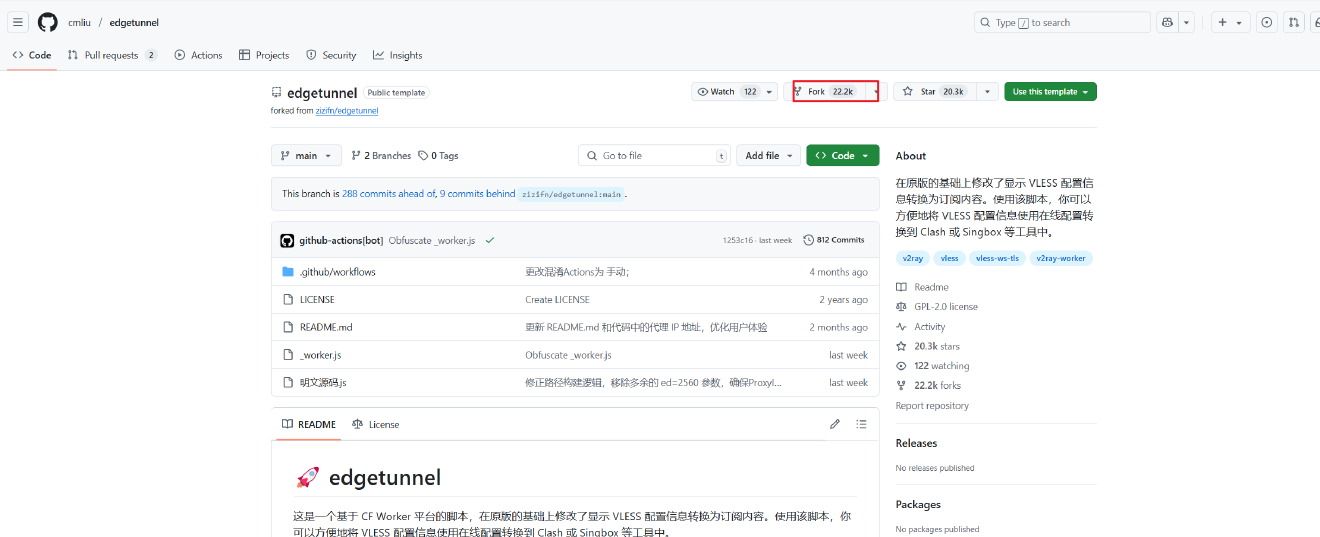 cmliu / edgetunnel
Type / to search
Code
Pull requests 2
Actions
Projects
Security
Insights
edgetunnel Public template
forked from zizifn/edgetunnel
Watch 122
Fork 22.2k
Star 20.3k
Use this template
main
2 Branches
0 Tags
Go to file t
Add file
Code
This branch is 288 commits ahead of, 9 commits behind zizifn/edgetunnel:main .
github-actions[bot] Obfuscate _worker.js 1253c16 · last week 812 Commits
.github/workflows 更改混淆Actions为 手动; 4 months ago
LICENSE Create LICENSE 2 years ago
README.md 更新 README.md 和代码中的代理 IP 地址，优化用户体验 2 months ago
_worker.js Obfuscate _worker.js last week
明文源码.js 修正路径构建逻辑，移除多余的 ed=2560 参数，确保ProxyI... last week
README
License
edgetunnel
这是一个基于 CF Worker 平台的脚本，在原版的基础上修改了显示 VLESS 配置信息转换为订阅内容。使用该脚本，你
可以方便地将 VLESS 配置信息使用在线配置转换到 Clash 或 Singbox 等工具中。
About
在原版的基础上修改了显示 VLESS 配置信
息转换为订阅内容。使用该脚本，你可以
方便地将 VLESS 配置信息使用在线配置转
换到 Clash 或 Singbox 等工具中。
v2ray vless vless-ws-tls v2ray-worker
Readme
GPL-2.0 license
Activity
20.3k stars
122 watching
22.2k forks
Report repository
Releases
No releases published
Packages
No packages published